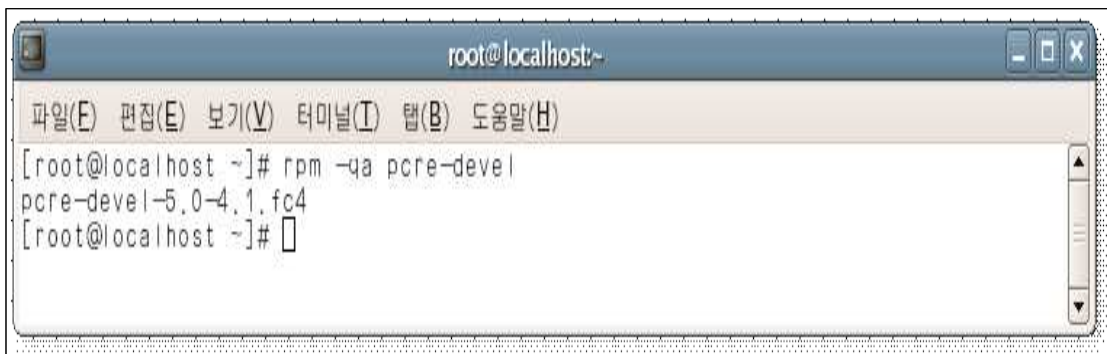 root@localhost:~
파일(F) 편집(E) 보기(V) 터미널(T) 탭(B) 도움말(H)
[root@localhost ~]# rpm -qa pcre-devel
pcre-devel-5.0-4.1.fc4
[root@localhost ~]#